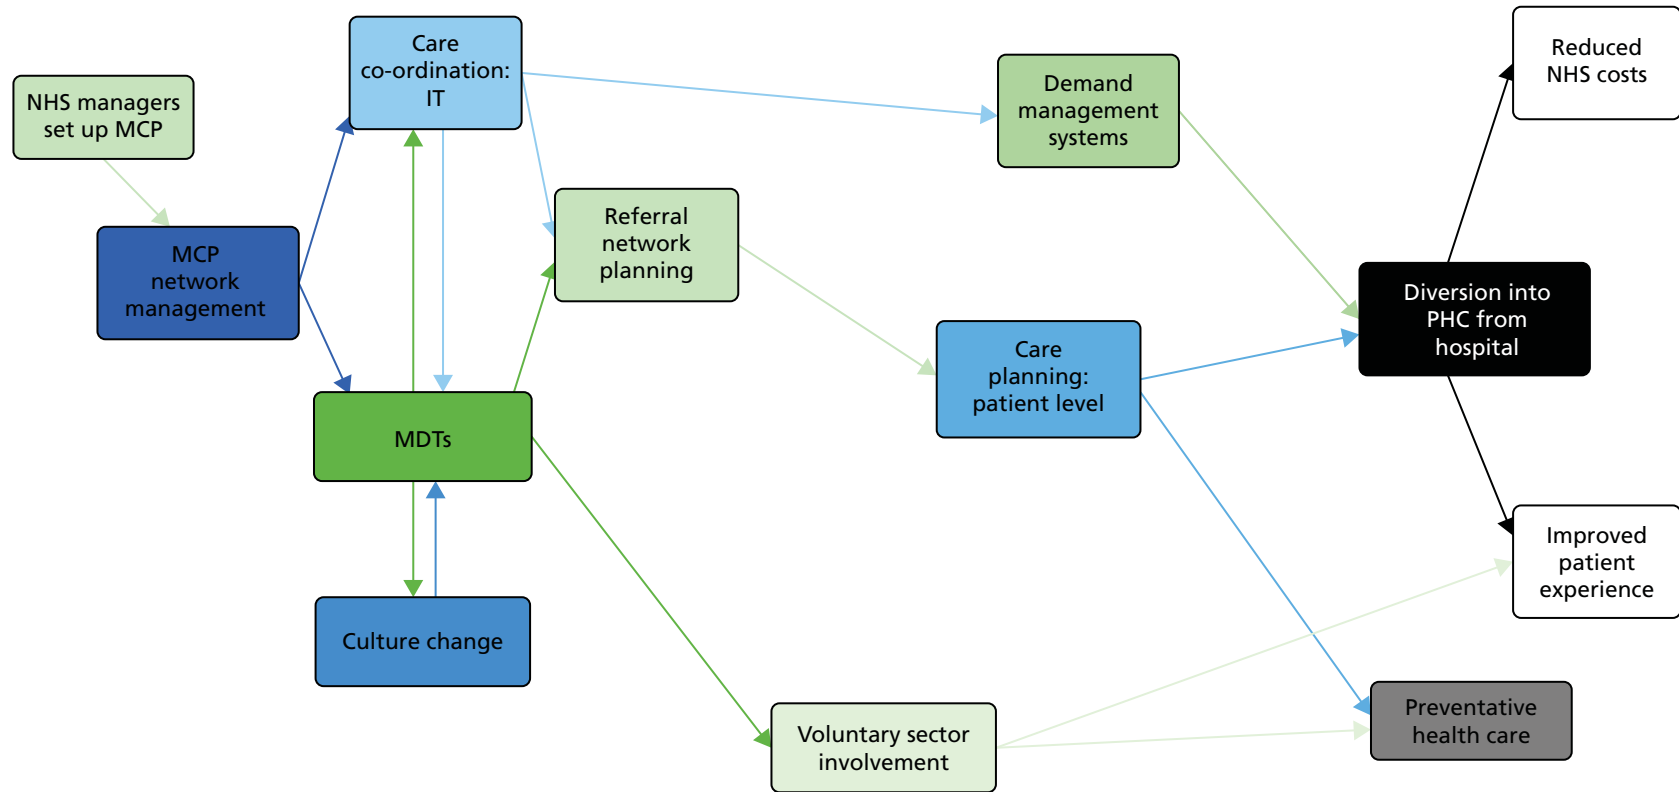 NHS managers
set up MCP
MCP
network
management
Care
co-ordination:
IT
MDTs
Culture change
Referral
network
planning
Voluntary sector
involvement
Demand
management
systems
Care
planning:
patient level
Diversion into
PHC from
hospital
Reduced
NHS costs
Improved
patient
experience
Preventative
health care